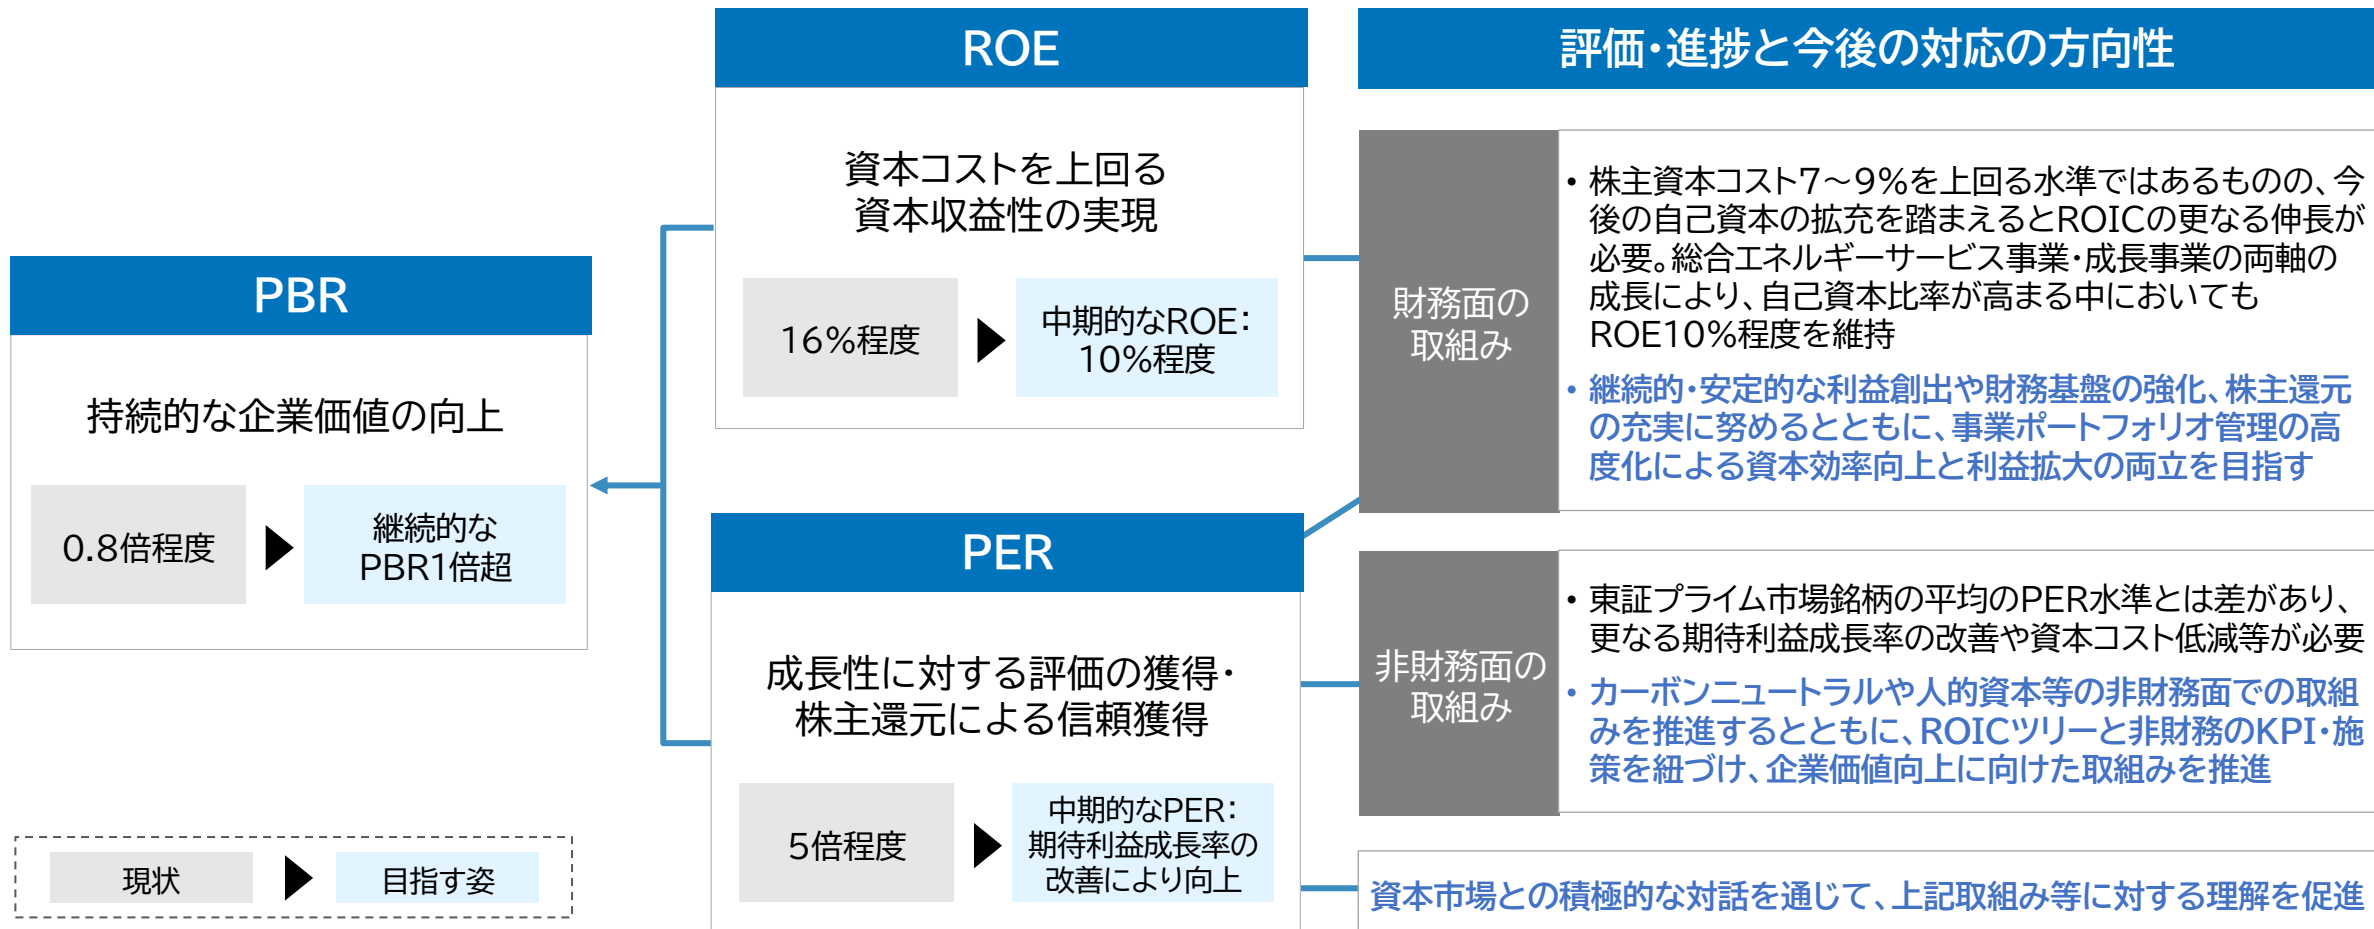 PBR
持続的な企業価値の向上
0.8倍程度
継続的な
PBR1倍超
現状
目指す姿
ROE
資本コストを上回る
資本収益性の実現
16%程度
中期的なROE：
10%程度
PER
成長性に対する評価の獲得・
株主還元による信頼獲得
5倍程度
中期的なPER：
期待利益成長率の
改善により向上
評価・進捗と今後の対応の方向性
財務面の
取組み
• 株主資本コスト7～9%を上回る水準ではあるものの、今
後の自己資本の拡充を踏まえるとROICの更なる伸長が
必要。総合エネルギーサービス事業・成長事業の両軸の
成長により、自己資本比率が高まる中においても
ROE10%程度を維持
• 継続的・安定的な利益創出や財務基盤の強化、株主還元
の充実に努めるとともに、事業ポートフォリオ管理の高
度化による資本効率向上と利益拡大の両立を目指す
非財務面の
取組み
• 東証プライム市場銘柄の平均のPER水準とは差があり、
更なる期待利益成長率の改善や資本コスト低減等が必要
• カーボンニュートラルや人的資本等の非財務面での取組
みを推進するとともに、ROICツリーと非財務のKPI・施
策を紐づけ、企業価値向上に向けた取組みを推進
資本市場との積極的な対話を通じて、上記取組み等に対する理解を促進